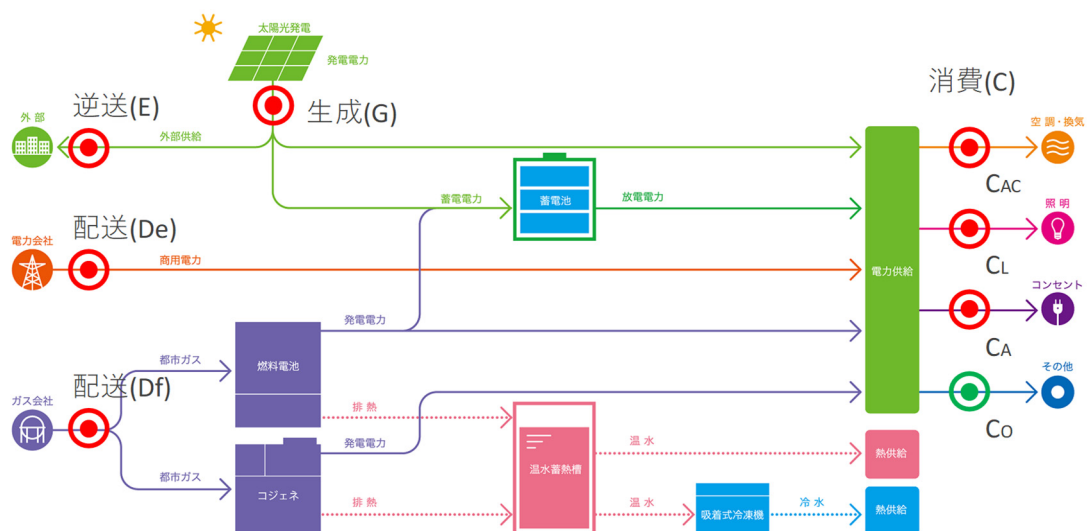 太陽光発電
発電電力
消費(C)
逆送(E)
生成(G)
外部
外部供給
空調・換気
CAC
蓄電電力
蓄電池
放電電力
照明
配送(De)
電力会社
商用電力
CL
電力供給
コンセント
発電電力
CA
都市ガス
燃料電池
その他
配送(Df)
ガス会社
排熱
CO
発電電力
温水
熱供給
都市ガス
コジェネ
温水蓄熱槽
排熱
温水
吸着式冷凍機
冷水
熱供給